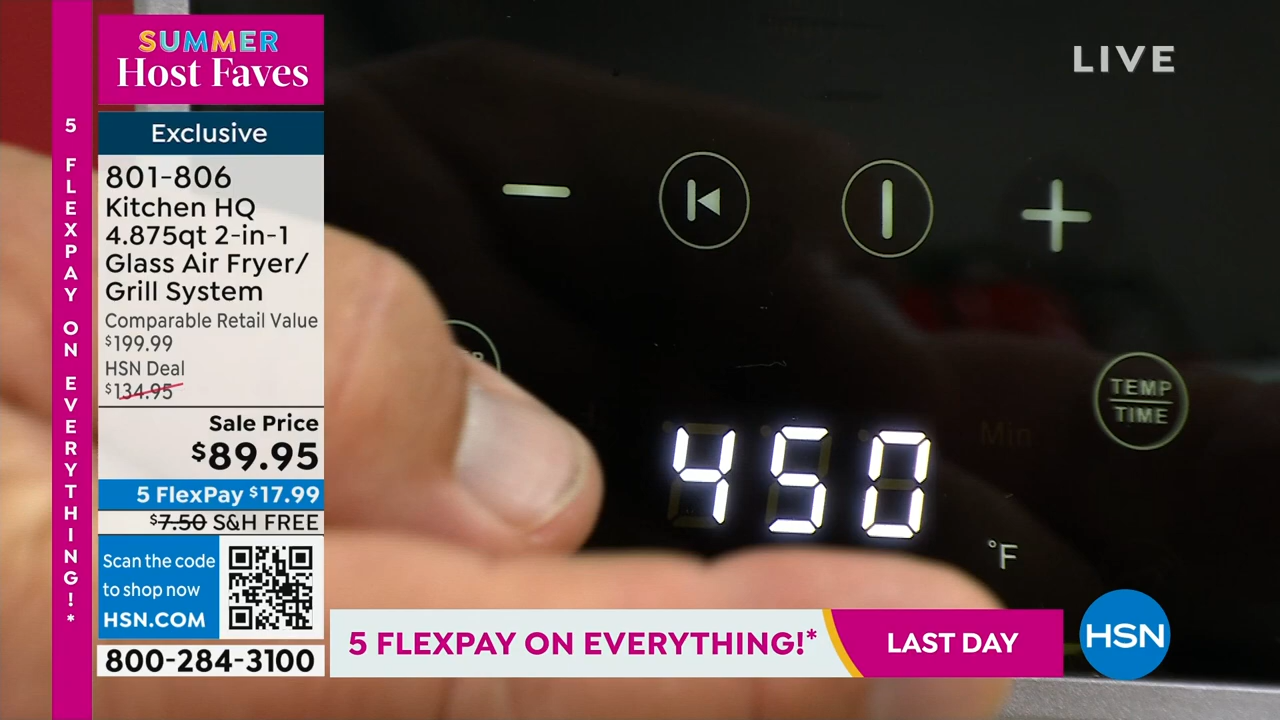 SUMMER
Host Faves
5 FLEXPAY ON EVERYTHING!*
Exclusive
801-806
Kitchen HQ
4.875qt 2-in-1
Glass Air Fryer/
Grill System
Comparable Retail Value
$199.99
HSN Deal
$134.95
Sale Price
$89.95
5 FlexPay $17.99
$7.50 S&H FREE
Scan the code
to shop now
HSN.COM
800-284-3100
LIVE
TEMP
TIME
Min
450
°F
5 FLEXPAY ON EVERYTHING!*
LAST DAY
HSN